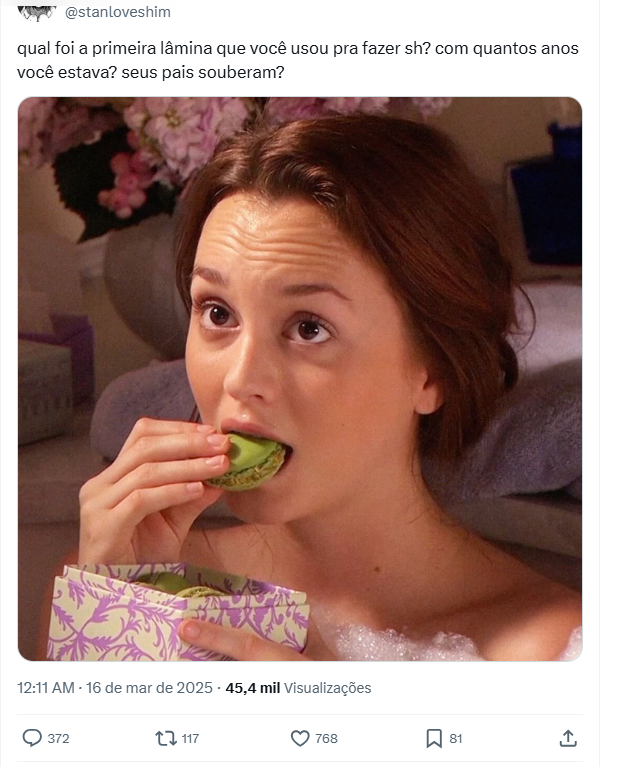 @stanloveshim
qual foi a primeira lâmina que você usou pra fazer sh? com quantos anos
você estava? seus pais souberam?
12:11 AM · 16 de mar de 2025 · 45,4 mil Visualizações
372 117 768 81